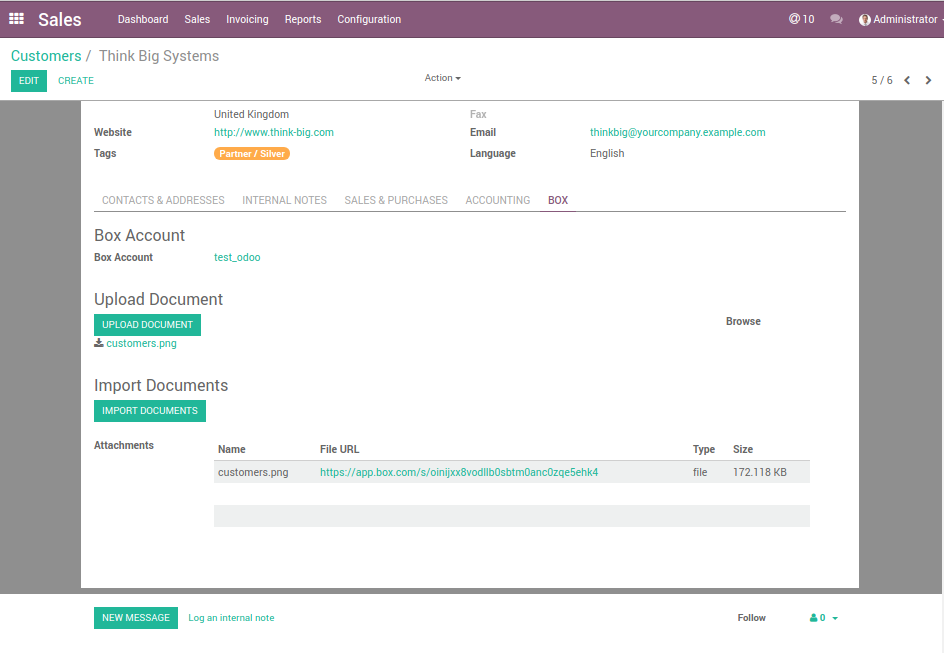 Sales Dashboard Sales Invoicing Reports Configuration @ 10 Administrator
Customers / Think Big Systems
EDIT CREATE Action 5 / 6
United Kingdom Fax
Website http://www.think-big.com Email thinkbig@yourcompany.example.com
Tags Partner / Silver Language English
CONTACTS & ADDRESSES INTERNAL NOTES SALES & PURCHASES ACCOUNTING BOX
Box Account
Box Account test_odoo
Upload Document
UPLOAD DOCUMENT Browse
customers.png
Import Documents
IMPORT DOCUMENTS
Attachments Name File URL Type Size
customers.png https://app.box.com/s/oinijxx8vodllb0sbtm0anc0zqe5ehk4 file 172.118 KB
NEW MESSAGE Log an internal note Follow 0